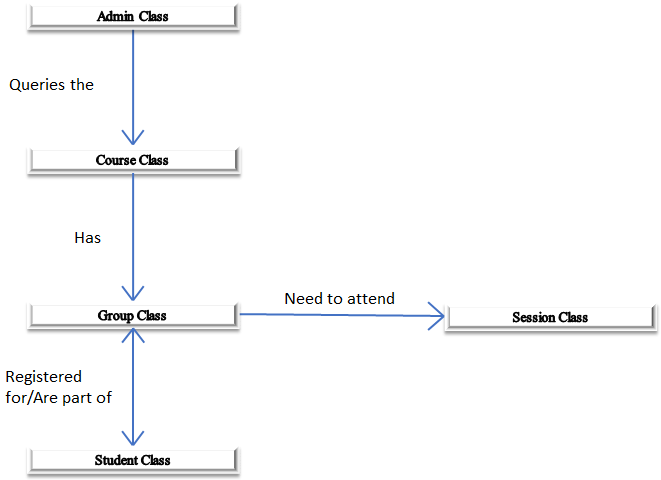 Admin Class
Queries the
Course Class
Has
Need to attend
Group Class
Session Class
Registered
for/Are part of
Student Class